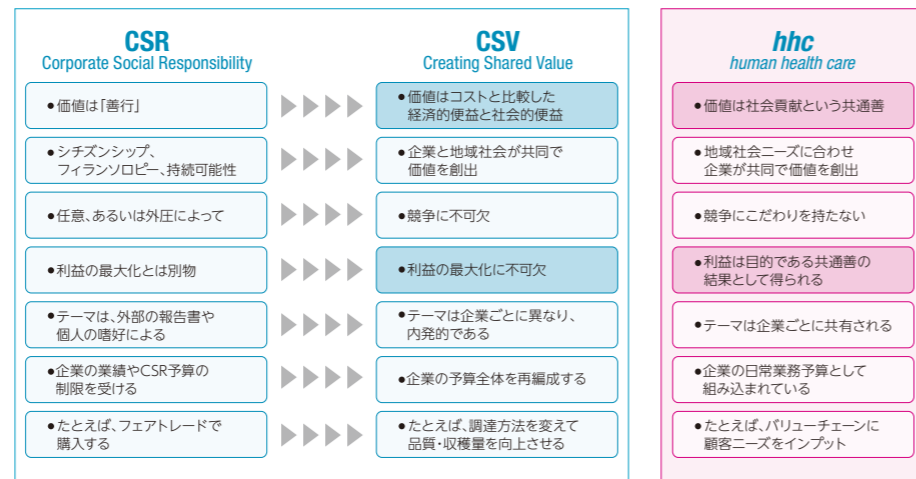 CSR
Corporate Social Responsibility
●価値は「善行」
●シチズンシップ、
フィランソロピー、持続可能性
●任意、あるいは外圧によって
●利益の最大化とは別物
●テーマは、外部の報告書や
個人の嗜好による
●企業の業績やCSR予算の
制限を受ける
●たとえば、フェアトレードで
購入する
CSV
Creating Shared Value
●価値はコストと比較した
経済的便益と社会的便益
●企業と地域社会が共同で
価値を創出
●競争に不可欠
●利益の最大化に不可欠
●テーマは企業ごとに異なり、
内発的である
●企業の予算全体を再編成する
●たとえば、調達方法を変えて
品質・収穫量を向上させる
hhc
human health care
●価値は社会貢献という共通善
●地域社会ニーズに合わせ
企業が共同で価値を創出
●競争にこだわりを持たない
●利益は目的である共通善の
結果として得られる
●テーマは企業ごとに共有される
●企業の日常業務予算として
組み込まれている
●たとえば、バリューチェーンに
顧客ニーズをインプット